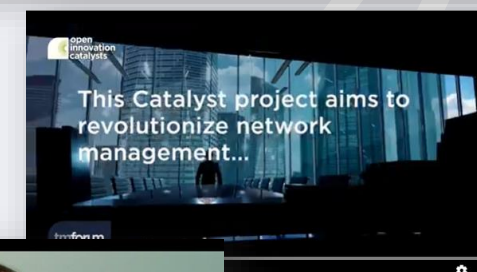 open
innovation
catalysts
This Catalyst project aims to
revolutionize network
management...
tmforum